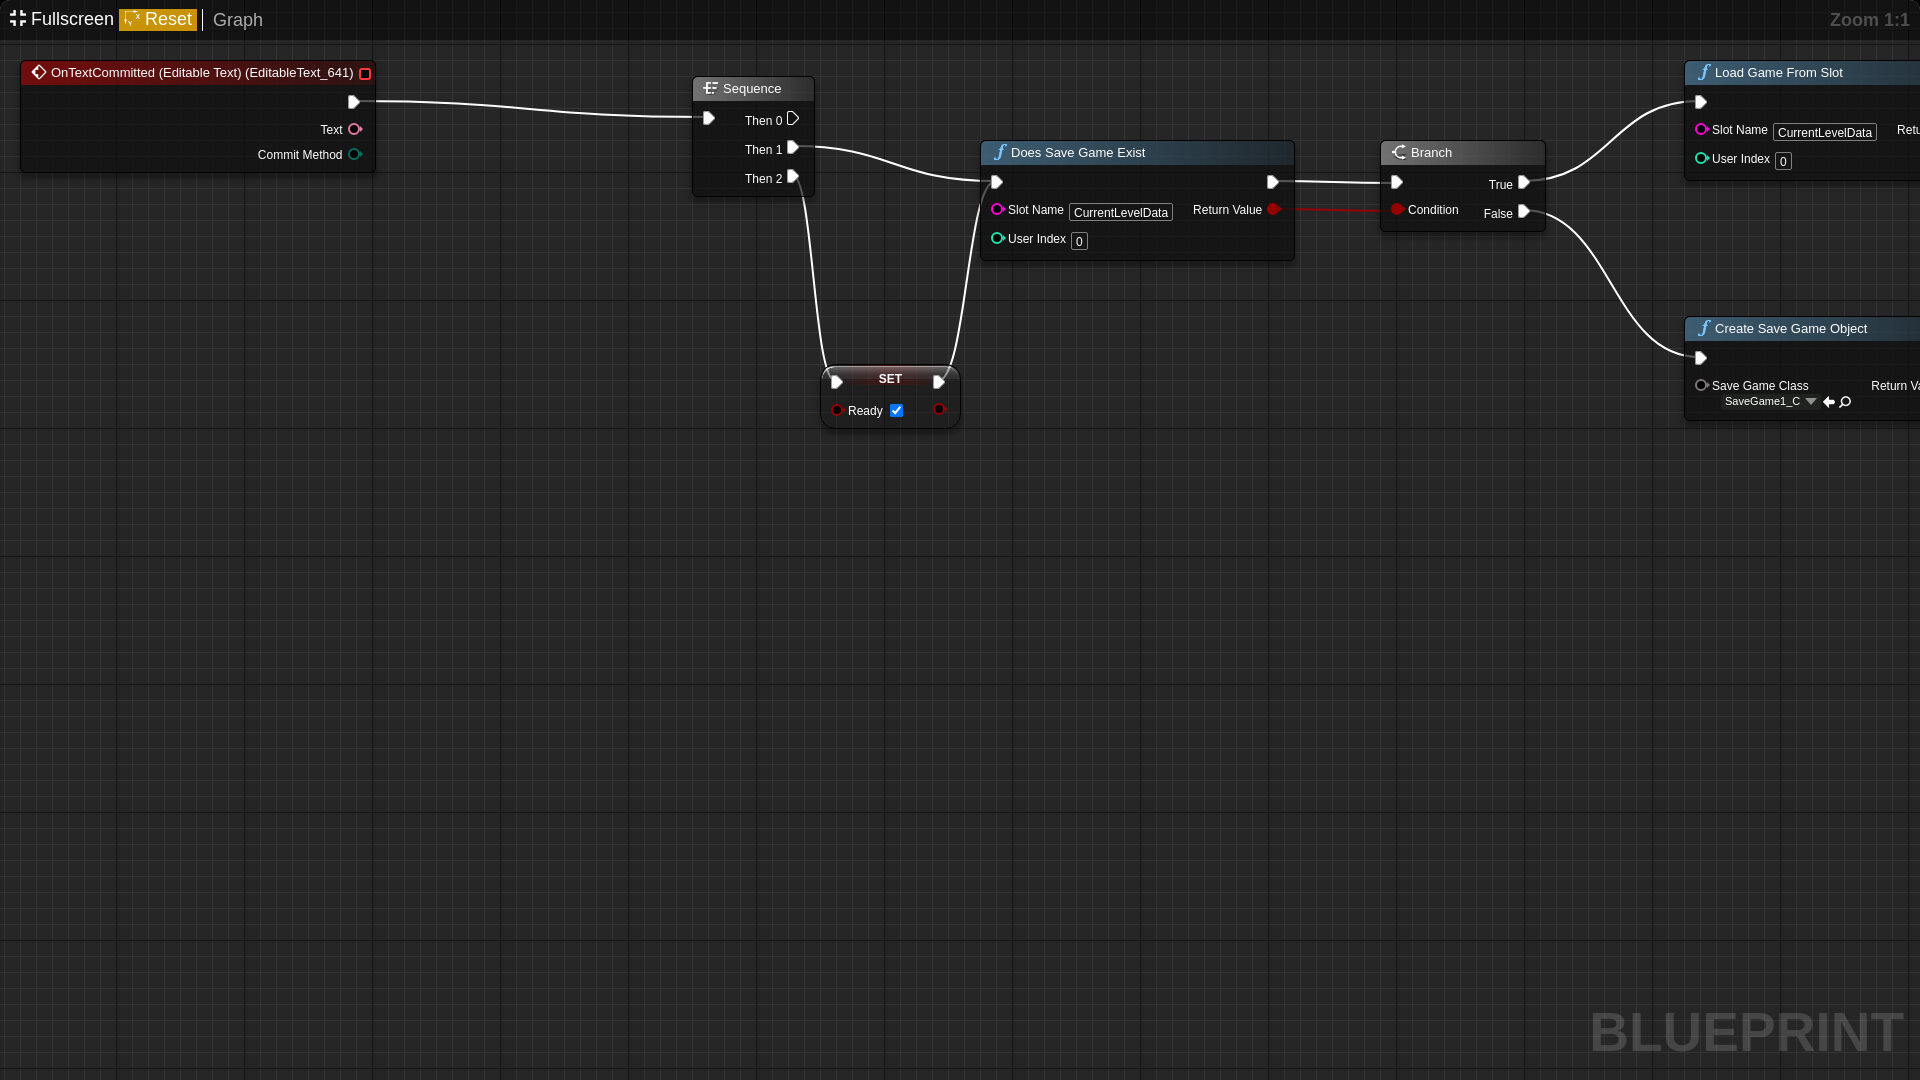 Fullscreen Reset Graph Zoom 1:1
OnTextCommitted (Editable Text) (EditableText_641)
Text
Commit Method
Sequence
Then 0
Then 1
Then 2
Does Save Game Exist
Slot Name CurrentLevelData Return Value
User Index 0
SET
Ready
Branch
True
Condition False
Load Game From Slot
Slot Name CurrentLevelData Retu
User Index 0
Create Save Game Object
Save Game Class Return Va
SaveGame1_C
BLUEPRINT